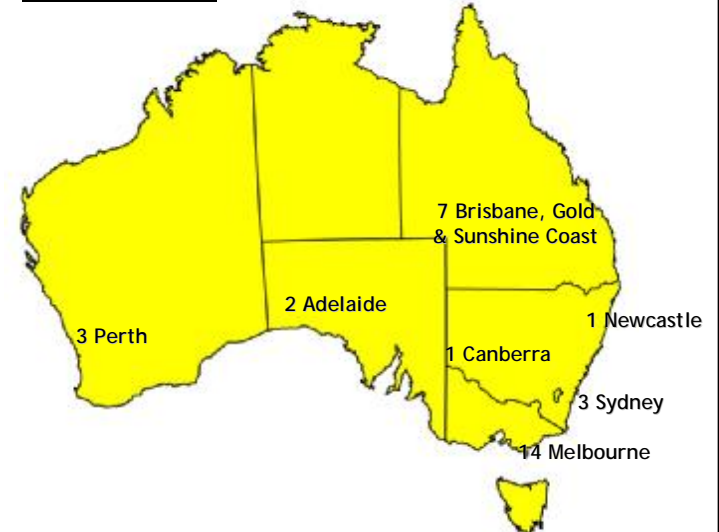 7 Brisbane, Gold
& Sunshine Coast
2 Adelaide
1 Newcastle
3 Perth
1 Canberra
3 Sydney
14 Melbourne